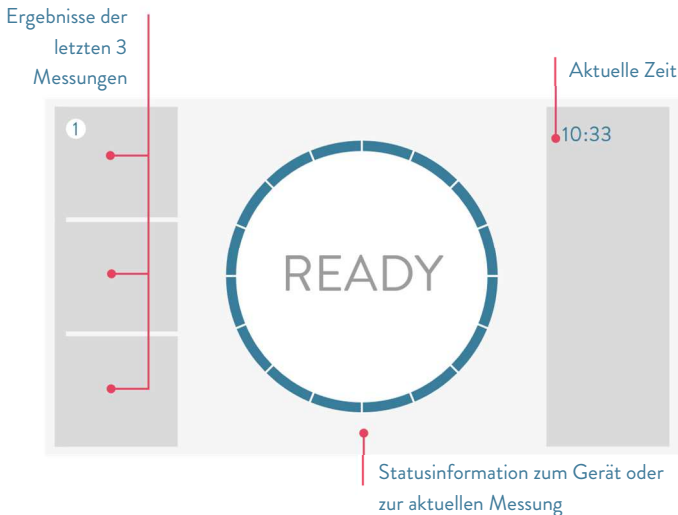 Ergebnisse der
letzten 3
Messungen
Aktuelle Zeit
1
10:33
READY
Statusinformation zum Gerät oder
zur aktuellen Messung